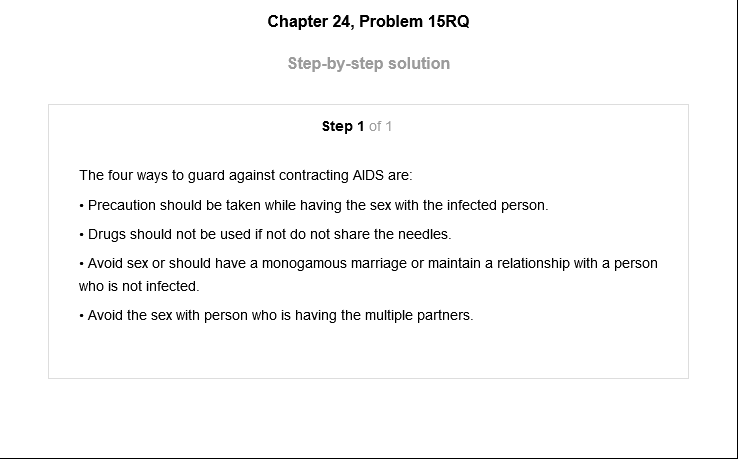 Chapter 24, Problem 15RQ
Step-by-step solution
Step 1 of 1
The four ways to guard against contracting AIDS are:
• Precaution should be taken while having the sex with the infected person.
• Drugs should not be used if not do not share the needles.
• Avoid sex or should have a monogamous marriage or maintain a relationship with a person
who is not infected.
• Avoid the sex with person who is having the multiple partners.